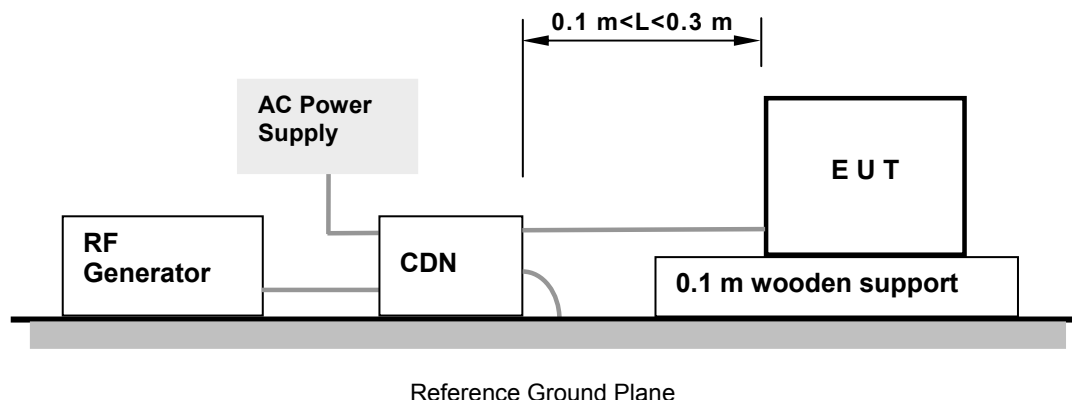 0.1 m<L<0.3 m
AC Power
Supply
E U T
RF
Generator
CDN
0.1 m wooden support
Reference Ground Plane